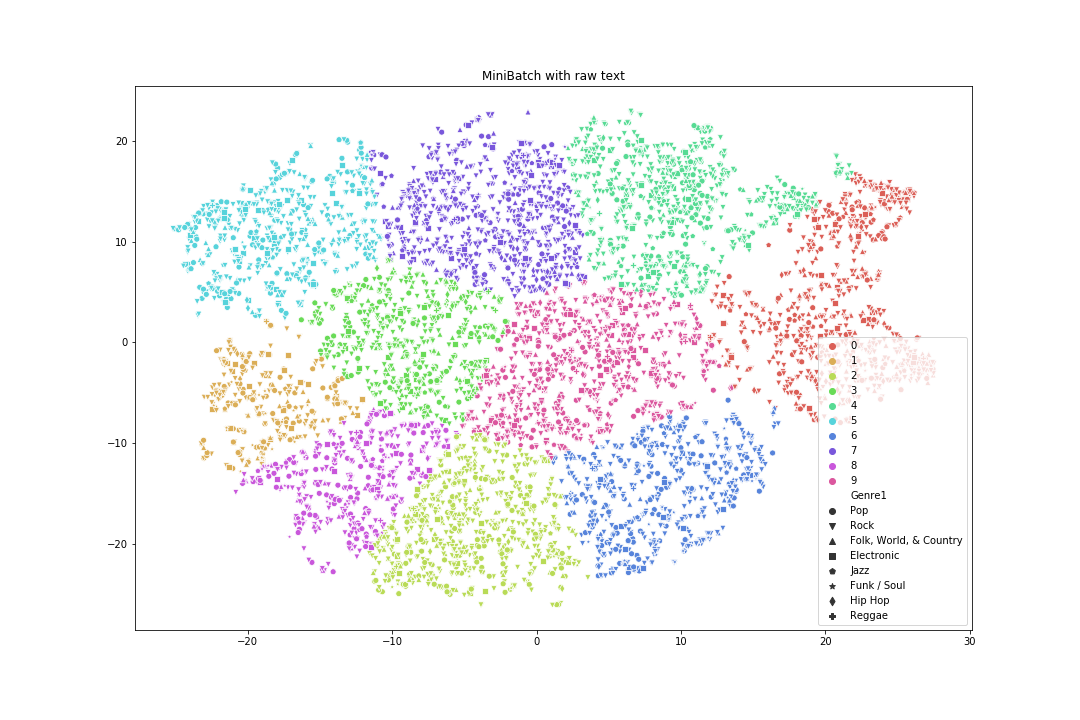 MiniBatch with raw text
20
10
0
−10
−20
−20
−10
0
10
20
30
0
1
2
3
4
5
6
7
8
9
Genre1
Pop
Rock
Folk, World, & Country
Electronic
Jazz
Funk / Soul
Hip Hop
Reggae